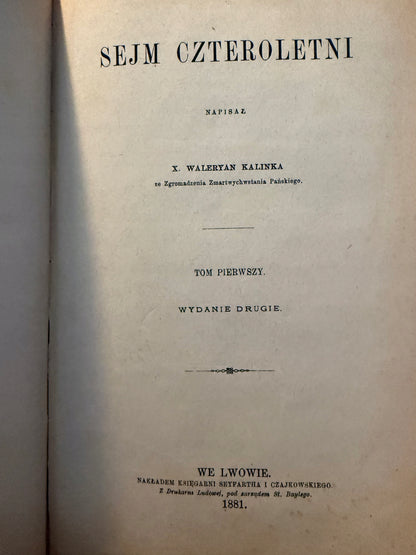 SEJM CZTEROLETNI
NAPISAŁ
X. WALERYAN KALINKA
ze Zgromadzenia Zmartwychwstania Pańskiego.
TOM PIERWSZY.
WYDANIE DRUGIE.
WE LWOWIE.
NAKŁADEM KSIĘGARNI SEYFARTHA I CZAJKOWSKIEGO.
Z Drukarni Ludowej, pod zarządem St. Baylego.
1881.